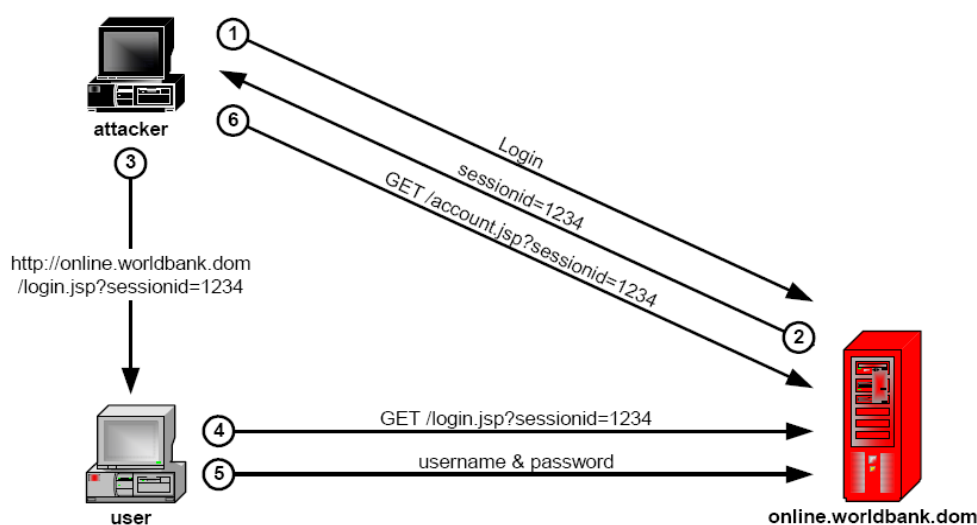 1
attacker
3
6
Login
sessionid=1234
GET /account.jsp?sessionid=1234
http://online.worldbank.dom
/login.jsp?sessionid=1234
2
4
GET /login.jsp?sessionid=1234
5
username & password
user
online.worldbank.dom